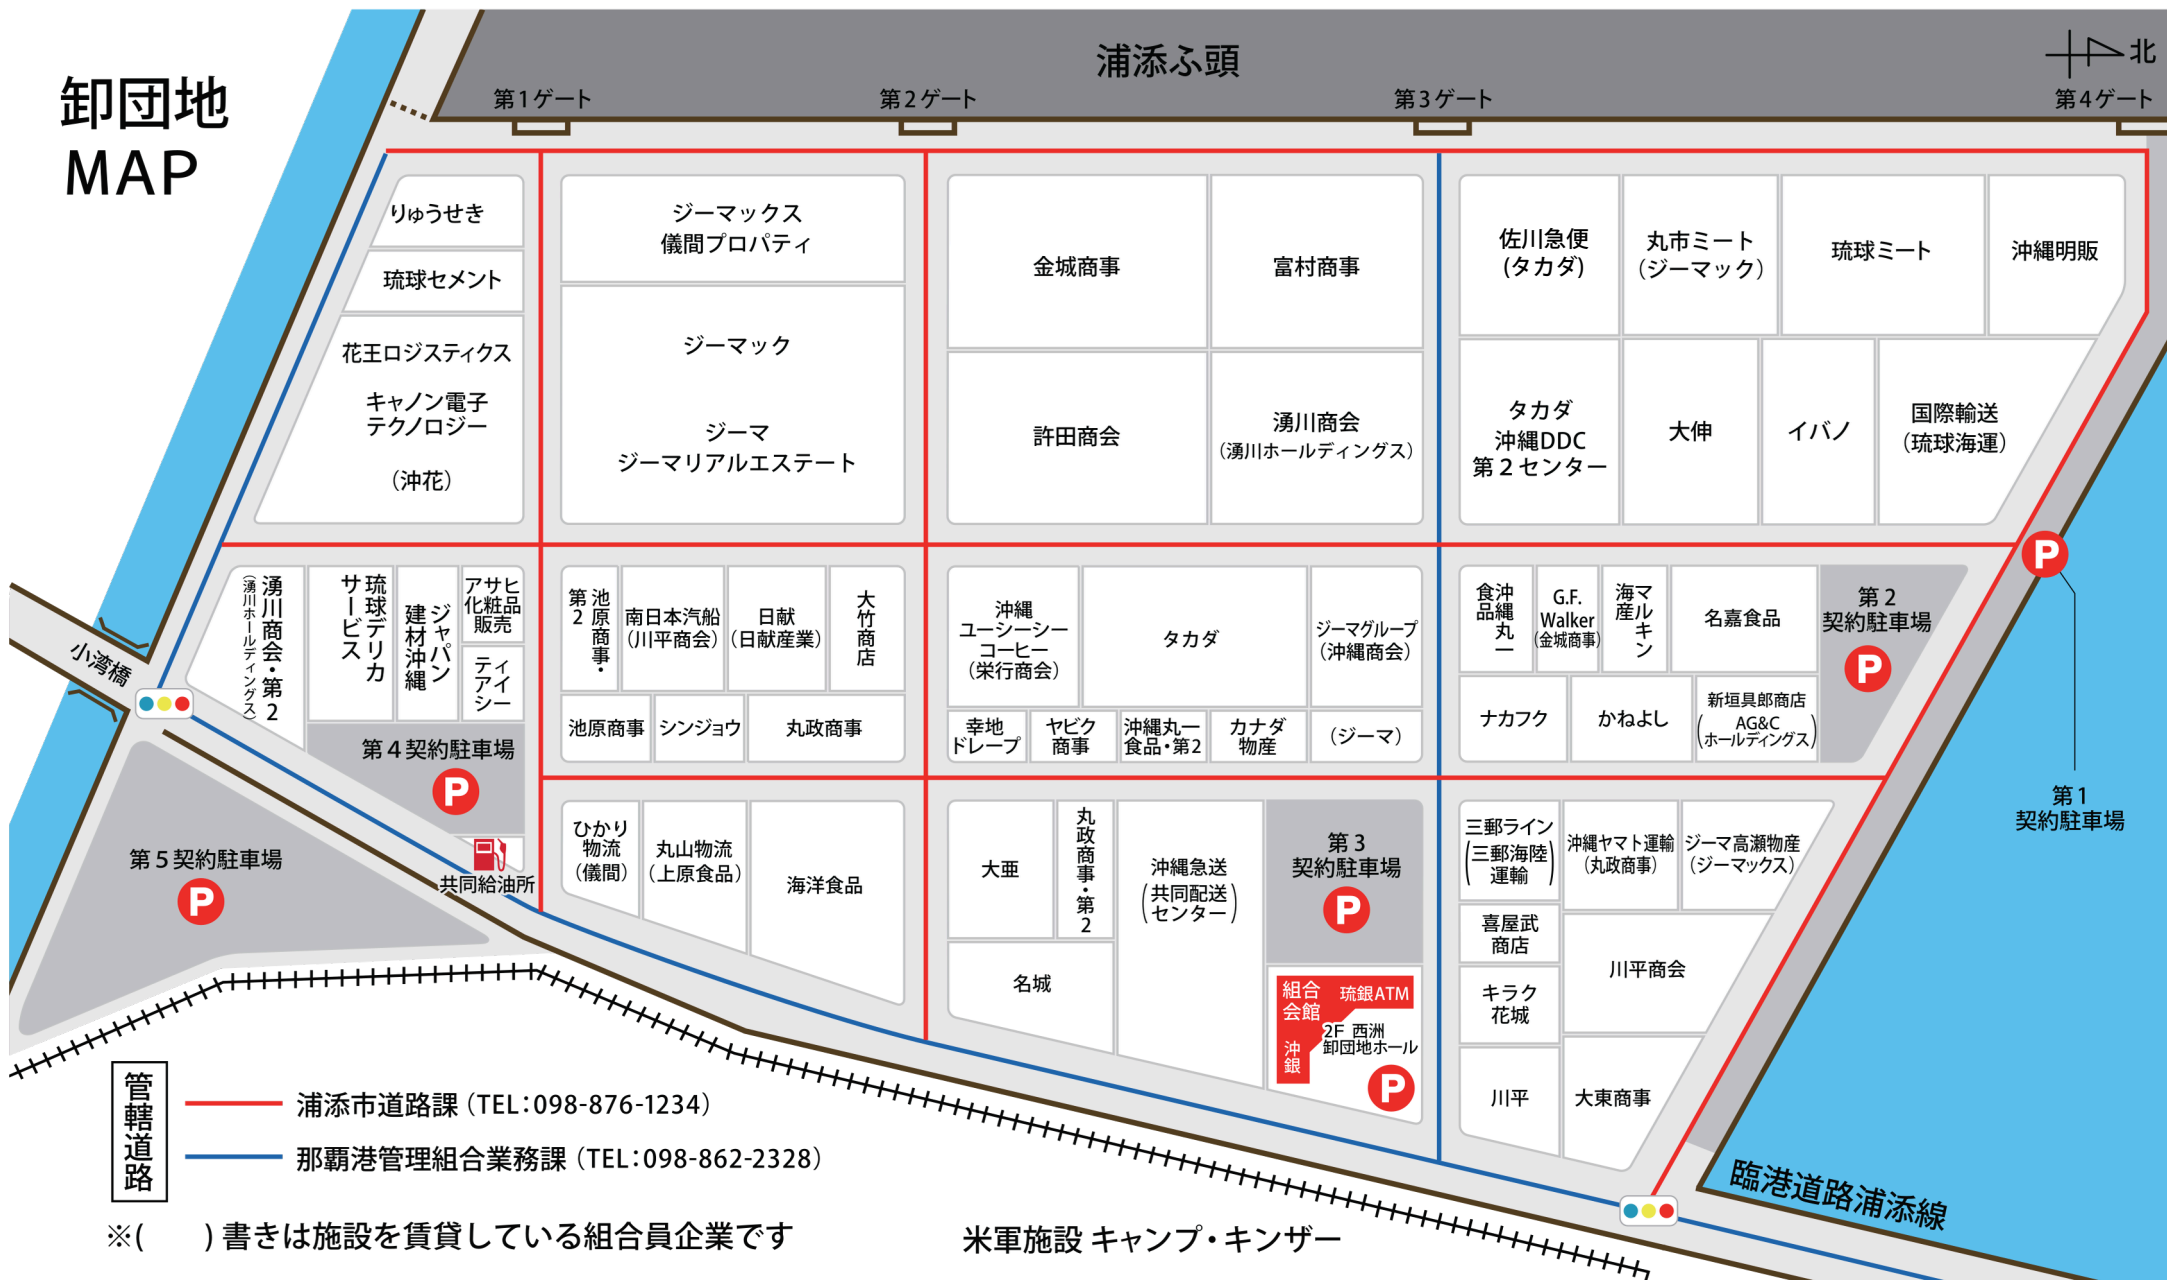 卸団地
MAP
浦添ふ頭
北
第1ゲート
第2ゲート
第3ゲート
第4ゲート
りゅうせき
琉球セメント
花王ロジスティクス
キャノン電子
テクノロジー
(沖花)
ジーマックス
儀間プロパティ
ジーマック
ジーマ
ジーマリアルエステート
金城商事
富村商事
許田商会
湧川商会
(湧川ホールディングス)
佐川急便
(タカダ)
丸市ミート
(ジーマック)
琉球ミート
沖縄明販
タカダ
沖縄DDC
第2センター
大伸
イバノ
国際輸送
(琉球海運)
小湾橋
湧川商会・第2
(湧川ホールディングス)
琉球デリカ
サービス
ジャパン
建材沖縄
アサヒ
化粧品
販売
ティ
アイ
シー
第4契約駐車場
P
共同給油所
第5契約駐車場
P
池原商事・
第2
南日本汽船
(川平商会)
日献
(日献産業)
大竹商店
池原商事
シンジョウ
丸政商事
沖縄
ユーシーシー
コーヒー
(栄行商会)
タカダ
ジーマグループ
(沖縄商会)
幸地
ドレープ
ヤビク
商事
沖縄丸一
食品・第2
カナダ
物産
(ジーマ)
沖縄丸一
食品
G.F.
Walker
(金城商事)
マルキン
海産
名嘉食品
第2
契約駐車場
P
ナカフク
かねよし
新垣具郎商店
(AG&C
ホールディングス)
P
第1
契約駐車場
ひかり
物流
(儀間)
丸山物流
(上原食品)
海洋食品
大亜
丸政商事・第2
名城
沖縄急送
(共同配送
センター)
第3
契約駐車場
P
組合
会館
琉銀ATM
沖銀
2F 西洲
卸団地ホール
P
三郵ライン
(三郵海陸
運輸)
沖縄ヤマト運輸
(丸政商事)
ジーマ高瀬物産
(ジーマックス)
喜屋武
商店
川平商会
キラク
花城
川平
大東商事
臨港道路浦添線
管轄道路
浦添市道路課(TEL:098-876-1234)
那覇港管理組合業務課(TEL:098-862-2328)
※(　　)書きは施設を賃貸している組合員企業です
米軍施設 キャンプ・キンザー